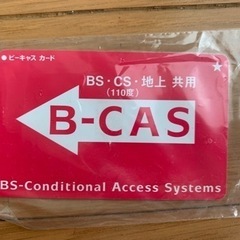 ●ビーキャス カード
★
BS・CS・地上 共用
(110度)
B-CAS
BS-Conditional Access Systems